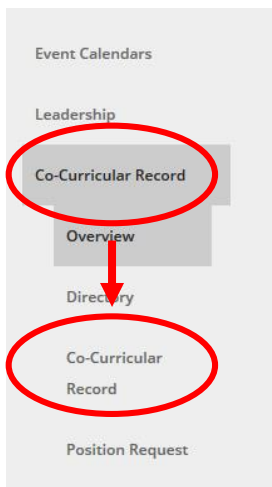 Event Calendars
Leadership
Co-Curricular Record
Overview
Directory
Co-Curricular
Record
Position Request